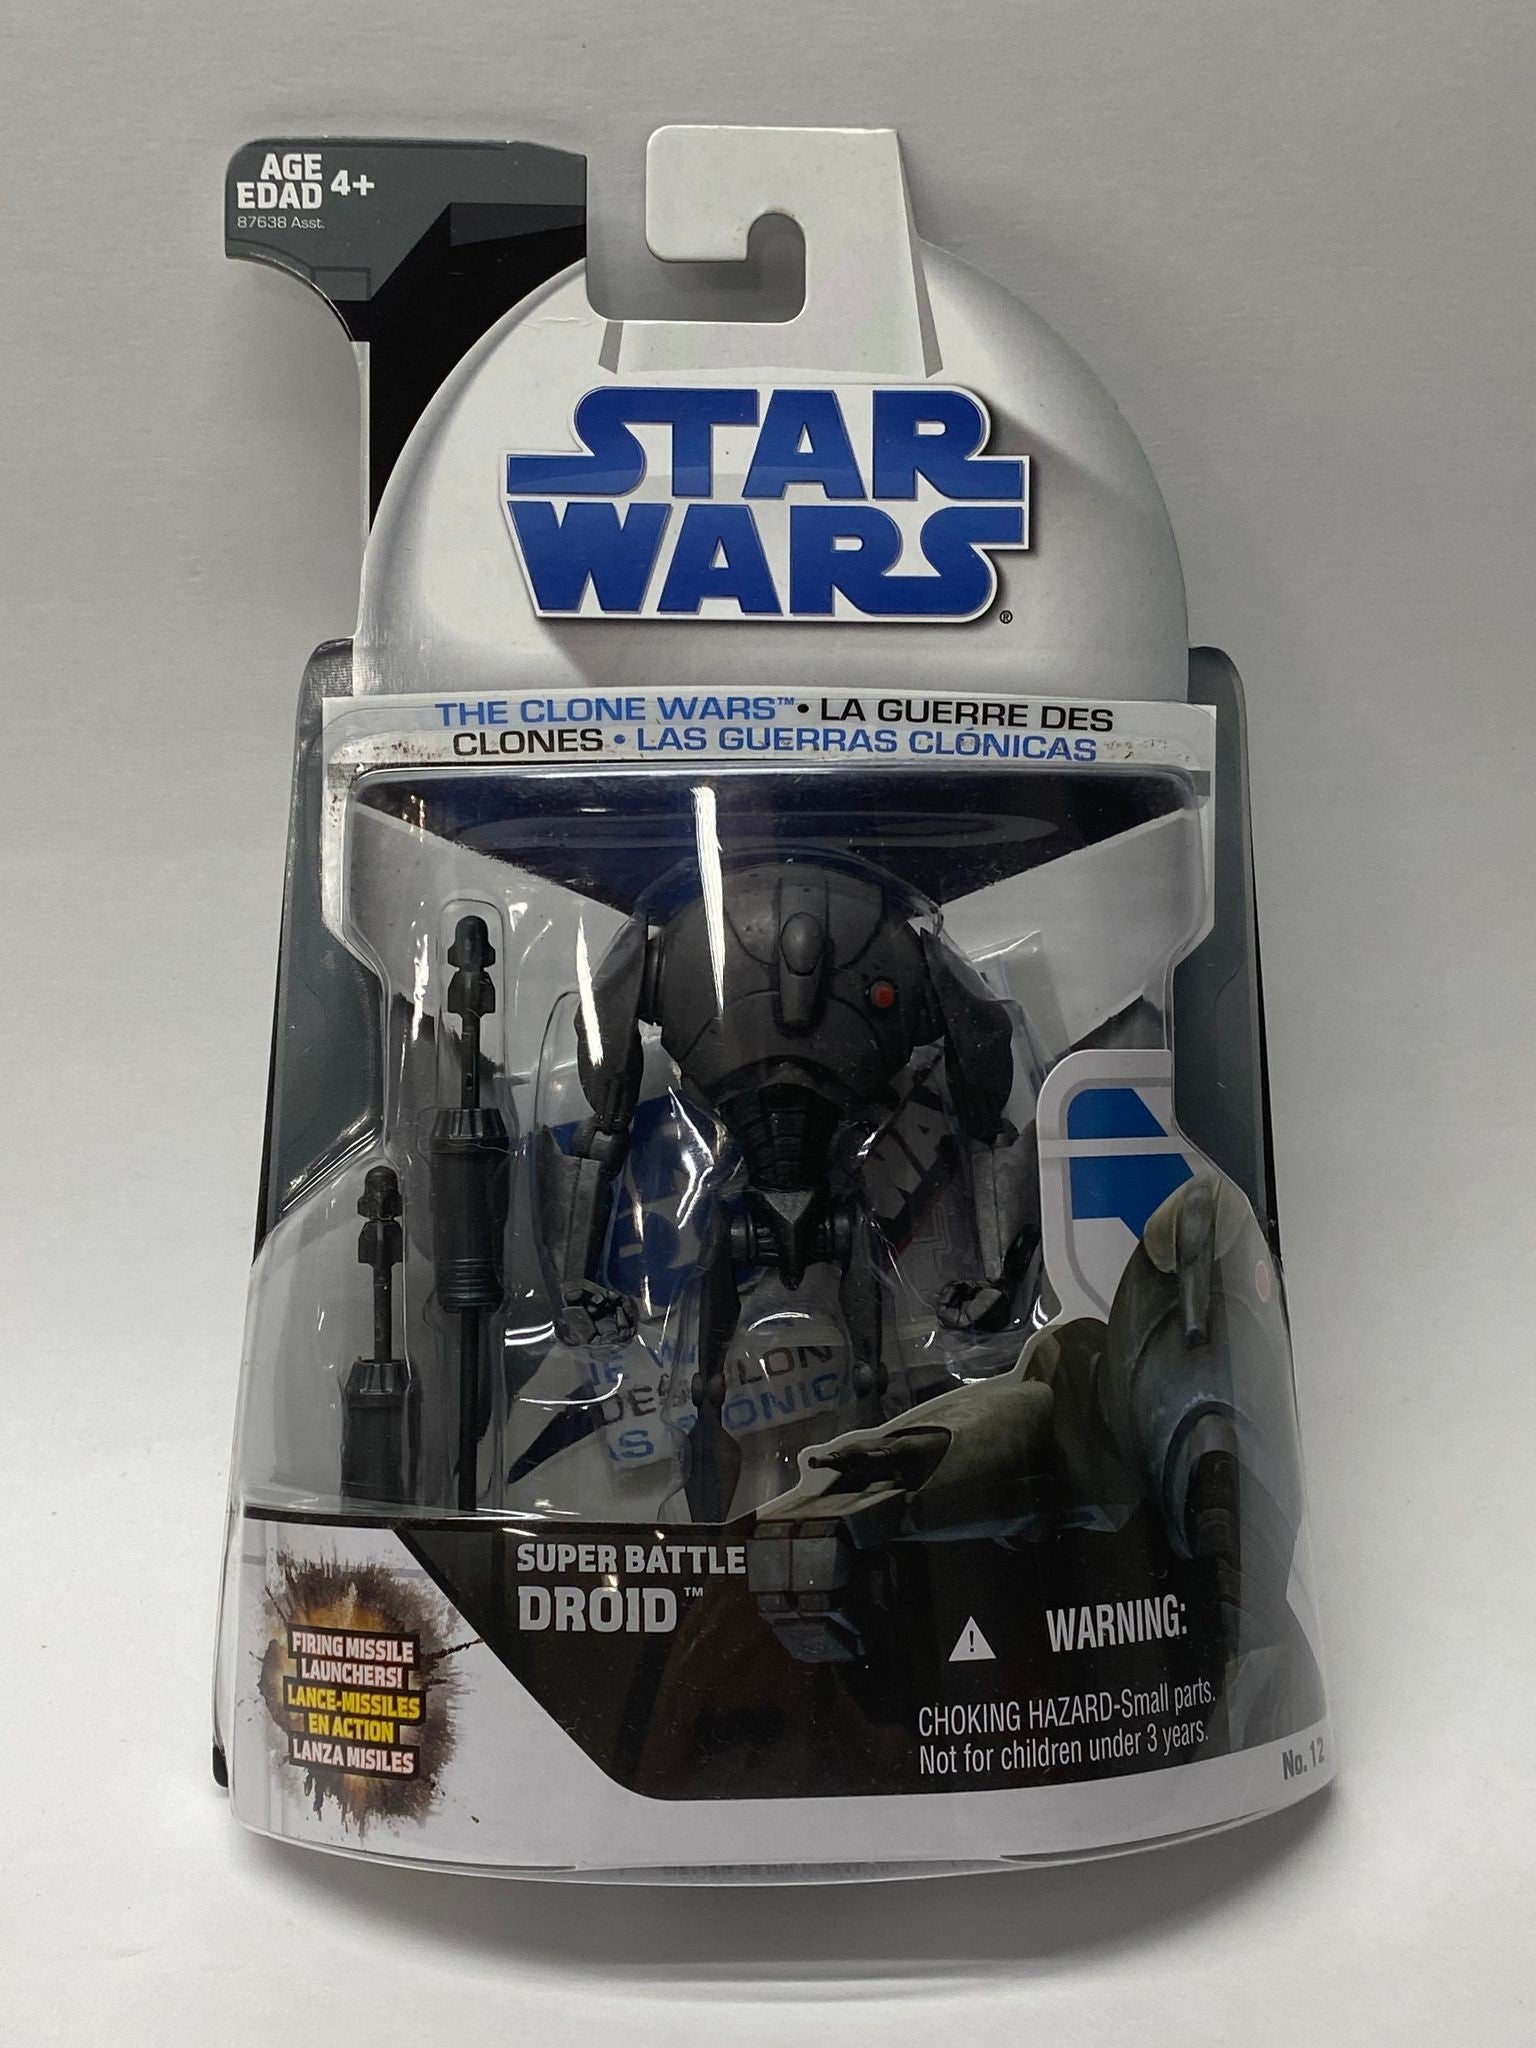 AGE
EDAD 4+
87638 Asst.
STAR
WARS®
THE CLONE WARS™ • LA GUERRE DES
CLONES • LAS GUERRAS CLÓNICAS
SUPER BATTLE
DROID™
FIRING MISSILE
LAUNCHERS!
LANCE-MISSILES
EN ACTION
LANZA MISILES
⚠ WARNING:
CHOKING HAZARD-Small parts.
Not for children under 3 years.
No. 12